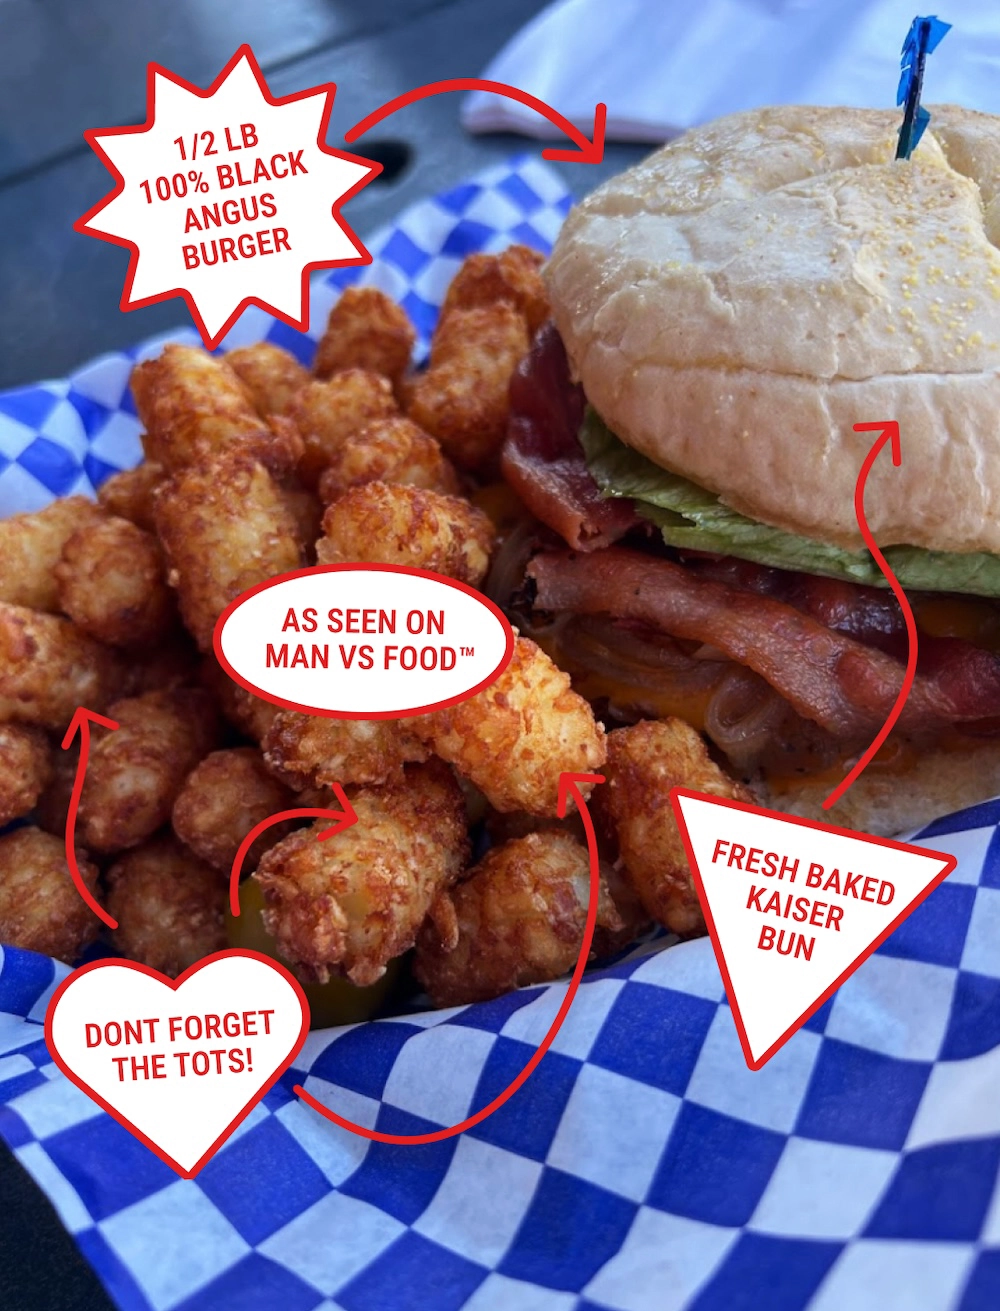 1/2 LB
100% BLACK
ANGUS
BURGER
AS SEEN ON
MAN VS FOOD™
FRESH BAKED
KAISER
BUN
DONT FORGET
THE TOTS!